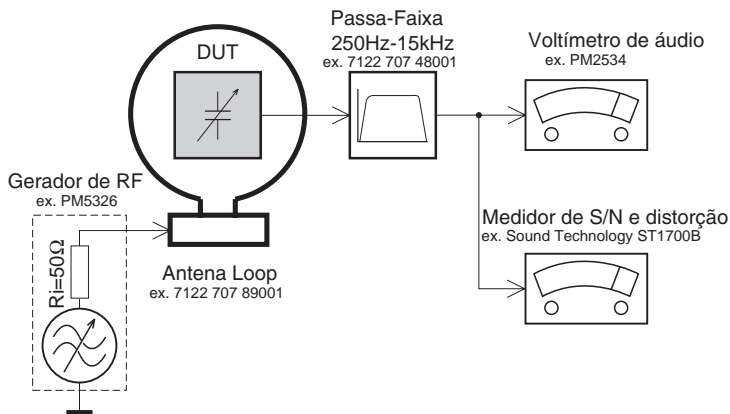 Passa-Faixa
250Hz-15kHz
ex. 7122 707 48001
DUT
Voltímetro de áudio
ex. PM2534
Gerador de RF
ex. PM5326
Ri=50Ω
Antena Loop
ex. 7122 707 89001
Medidor de S/N e distorção
ex. Sound Technology ST1700B